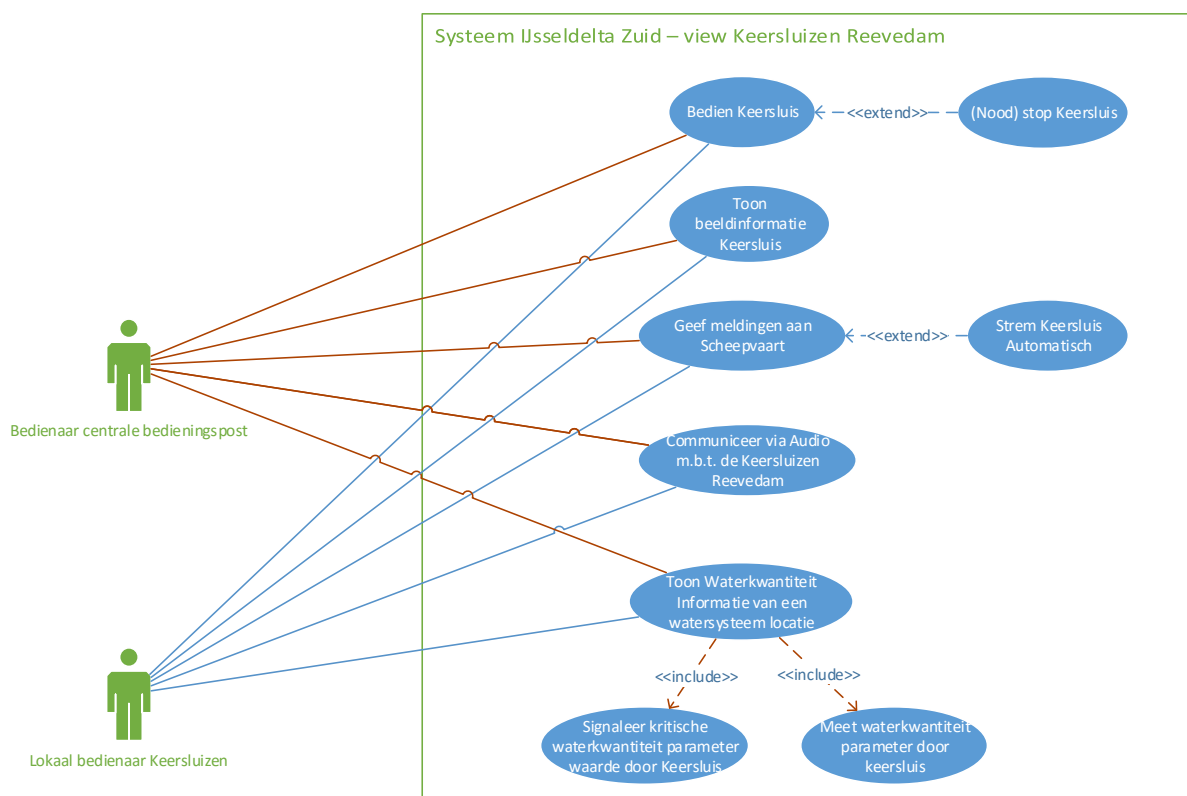 Systeem IJsseldelta Zuid – view Keersluizen Reevedam
Bedien Keersluis
<<extend>>
(Nood) stop Keersluis
Toon
beeldinformatie
Keersluis
Geef meldingen aan
Scheepvaart
<<extend>>
Strem Keersluis
Automatisch
Bedienaar centrale bedieningspost
Communiceer via Audio
m.b.t. de Keersluizen
Reevedam
Toon Waterkwantiteit
Informatie van een
watersysteem locatie
<<include>>
<<include>>
Lokaal bedienaar Keersluizen
Signaleer kritische
waterkwantiteit parameter
waarde door Keersluis
Meet waterkwantiteit
parameter door
keersluis